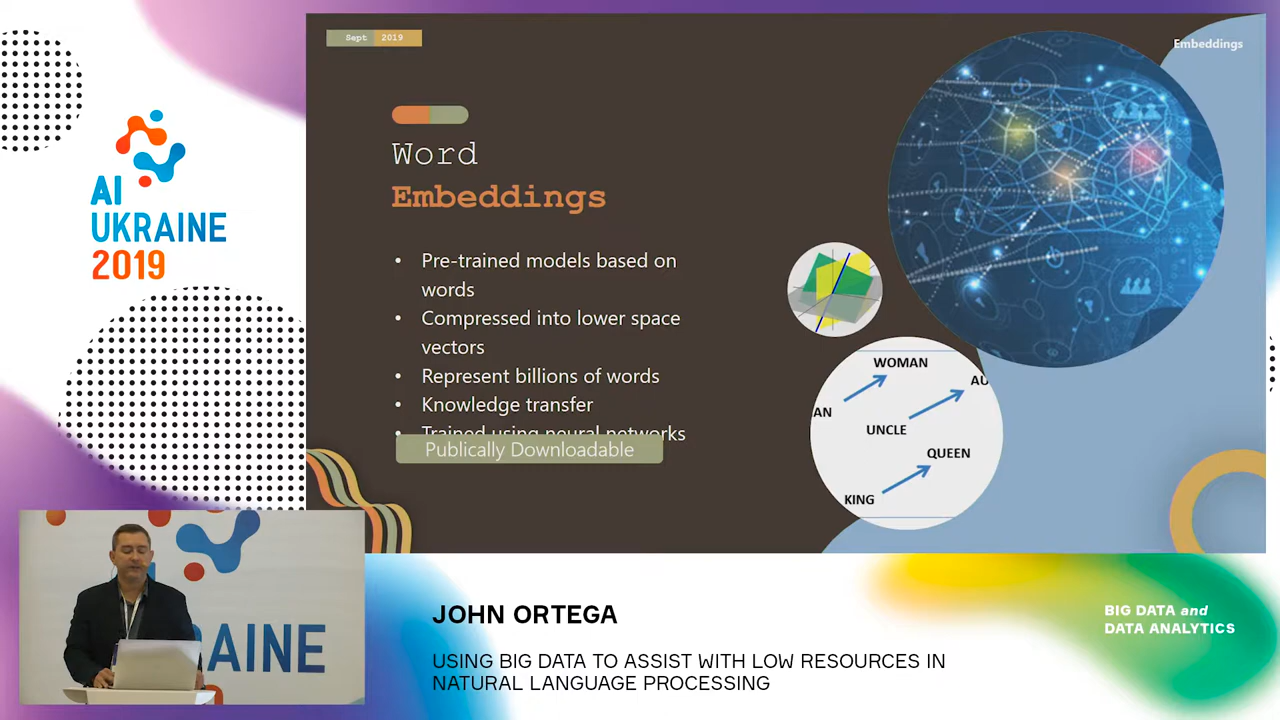 Sept 2019
Embeddings
AI
UKRAINE
2019
Word
Embeddings
• Pre-trained models based on
words
• Compressed into lower space
vectors
• Represent billions of words
• Knowledge transfer
• Trained using neural networks
Publically Downloadable
WOMAN
AN
AU
UNCLE
QUEEN
KING
RAINE
JOHN ORTEGA
USING BIG DATA TO ASSIST WITH LOW RESOURCES IN
NATURAL LANGUAGE PROCESSING
BIG DATA and
DATA ANALYTICS